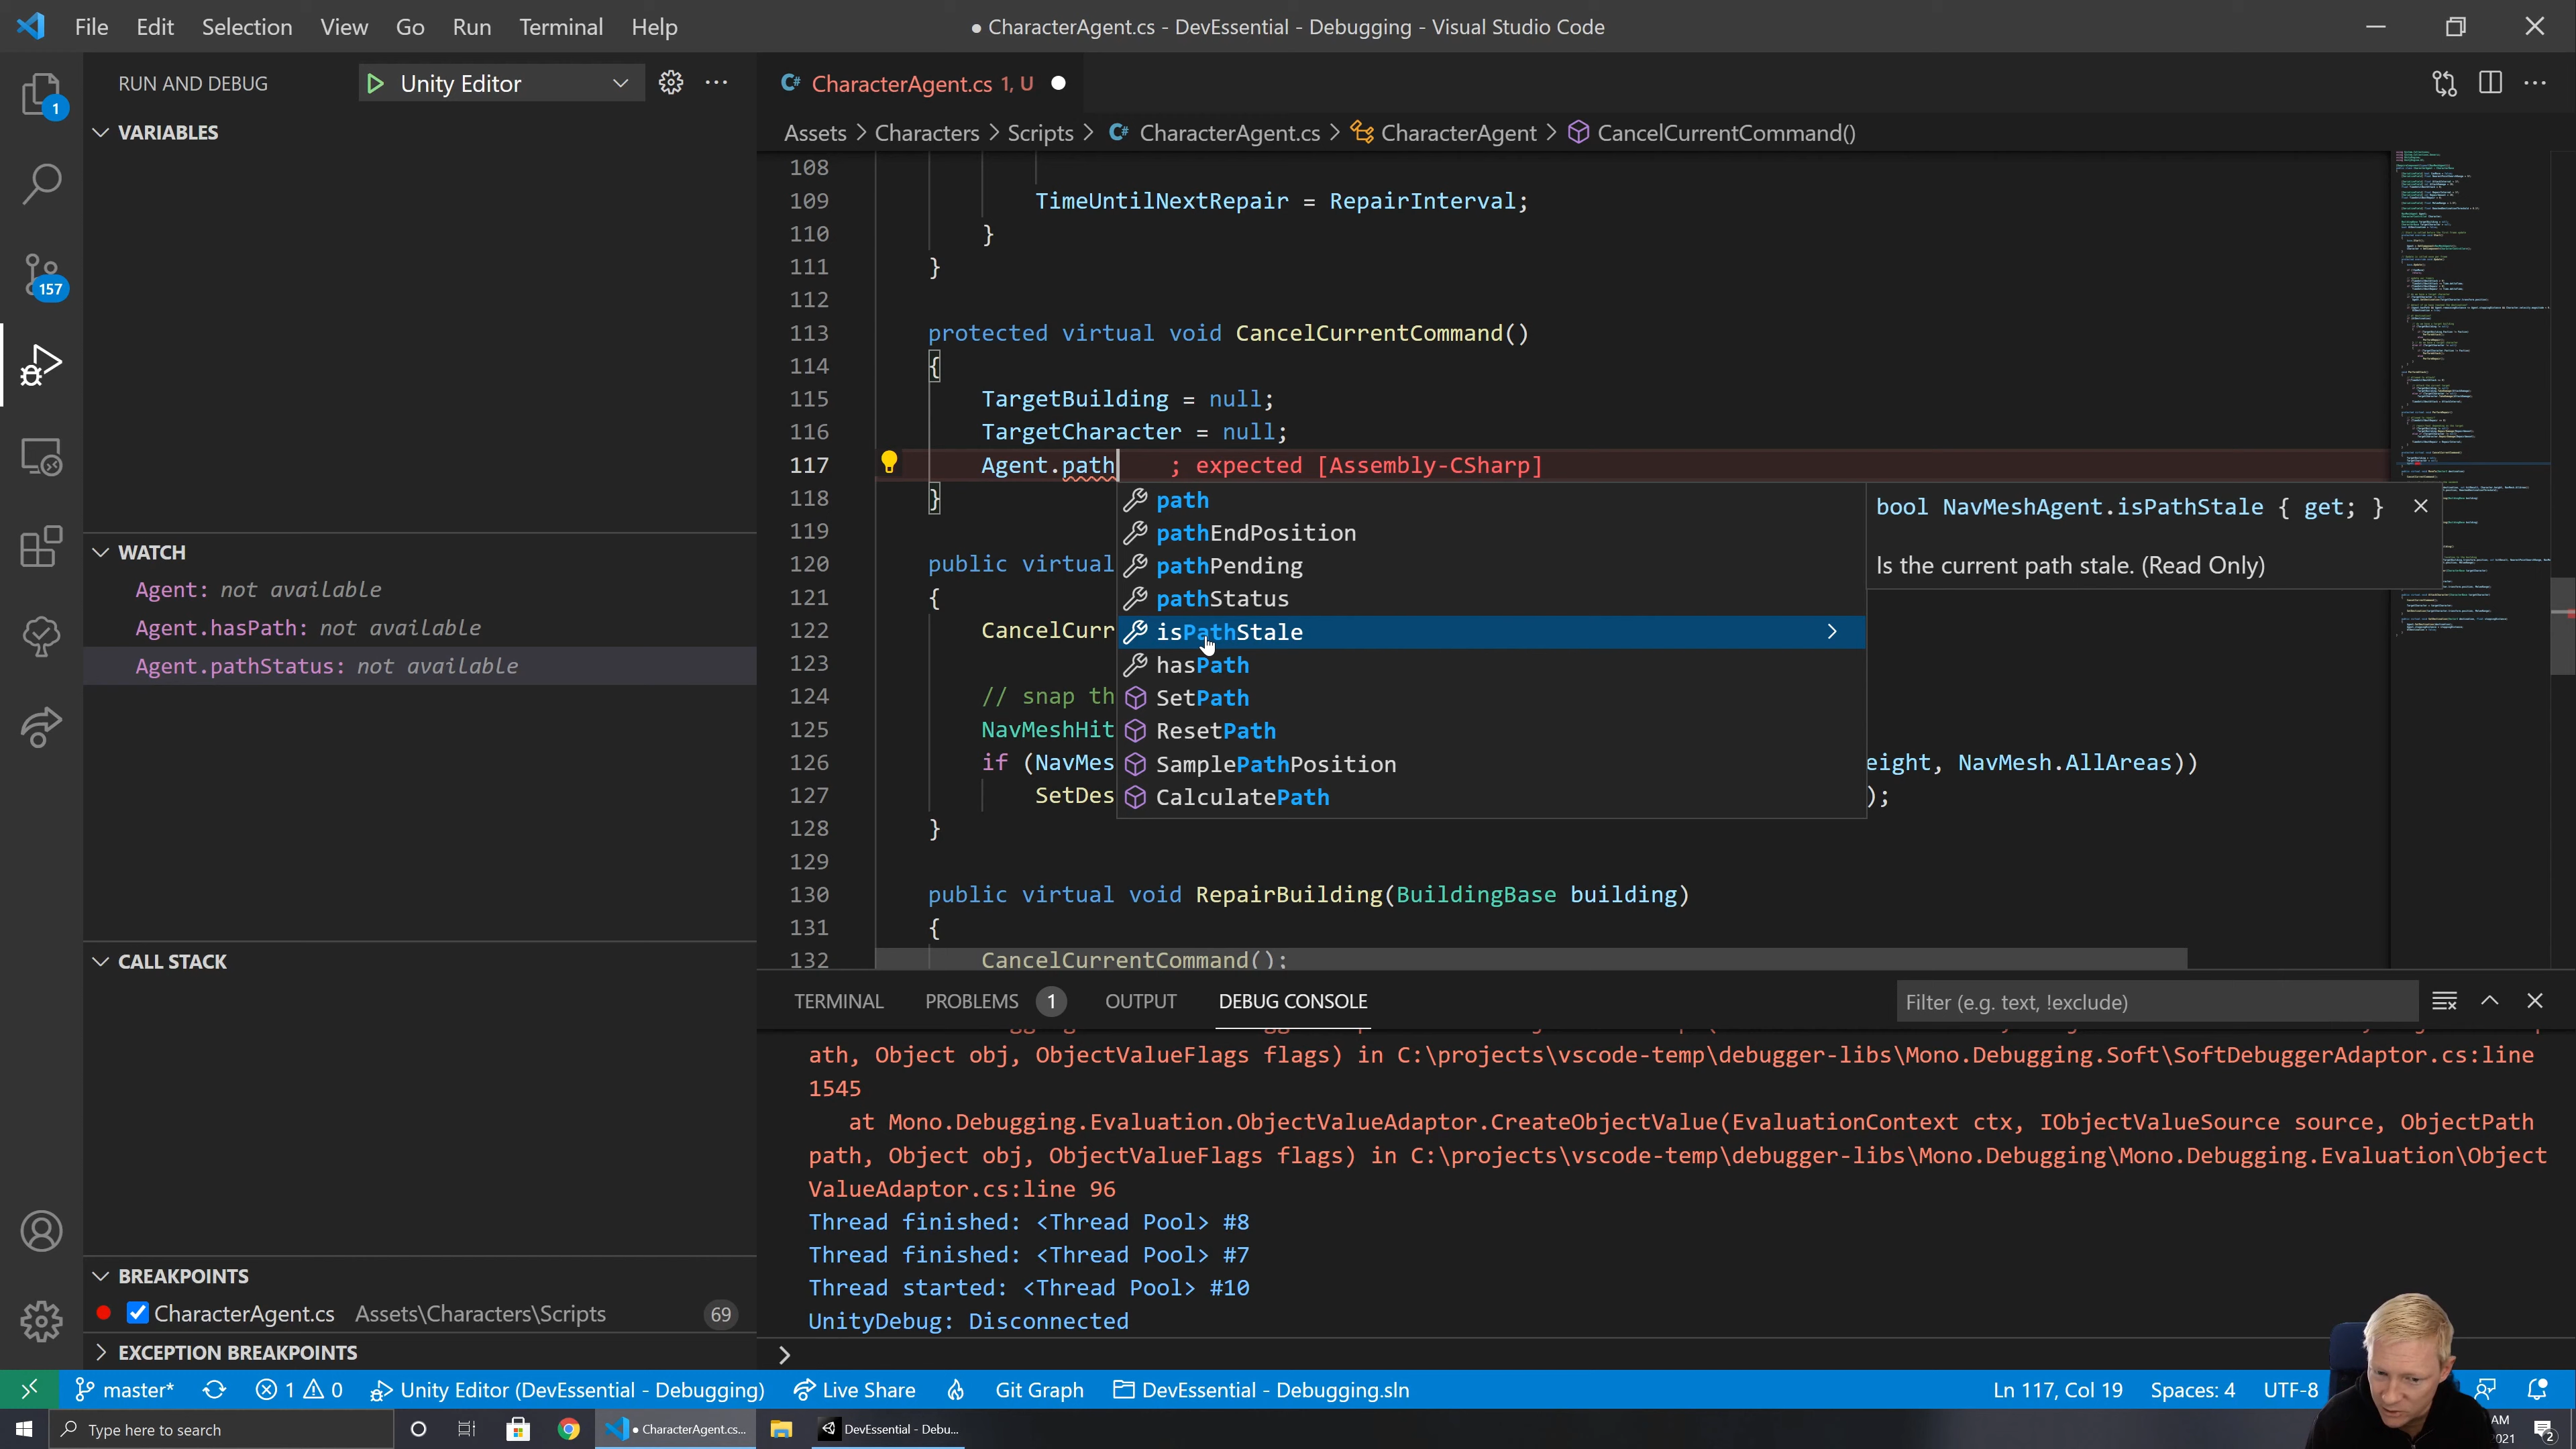 File Edit Selection View Go Run Terminal Help
● CharacterAgent.cs - DevEssential - Debugging - Visual Studio Code
RUN AND DEBUG
Unity Editor
CharacterAgent.cs 1, U
VARIABLES
Assets > Characters > Scripts > CharacterAgent.cs > CharacterAgent > CancelCurrentCommand()
108
109 TimeUntilNextRepair = RepairInterval;
110 }
111 }
112
113 protected virtual void CancelCurrentCommand()
114 {
115 TargetBuilding = null;
116 TargetCharacter = null;
117 Agent.path ; expected [Assembly-CSharp]
118 }
119
120 public virtual
121 {
122 CancelCurr
123
124 // snap th
125 NavMeshHit
126 if (NavMes eight, NavMesh.AllAreas))
127 SetDes );
128 }
129
130 public virtual void RepairBuilding(BuildingBase building)
131 {
132 CancelCurrentCommand();
path
pathEndPosition
pathPending
pathStatus
isPathStale
hasPath
SetPath
ResetPath
SamplePathPosition
CalculatePath
bool NavMeshAgent.isPathStale { get; }
Is the current path stale. (Read Only)
1
157
WATCH
Agent: not available
Agent.hasPath: not available
Agent.pathStatus: not available
CALL STACK
BREAKPOINTS
CharacterAgent.cs Assets\Characters\Scripts 69
EXCEPTION BREAKPOINTS
TERMINAL PROBLEMS 1 OUTPUT DEBUG CONSOLE
Filter (e.g. text, !exclude)
ath, Object obj, ObjectValueFlags flags) in C:\projects\vscode-temp\debugger-libs\Mono.Debugging.Soft\SoftDebuggerAdaptor.cs:line
1545
at Mono.Debugging.Evaluation.ObjectValueAdaptor.CreateObjectValue(EvaluationContext ctx, IObjectValueSource source, ObjectPath
path, Object obj, ObjectValueFlags flags) in C:\projects\vscode-temp\debugger-libs\Mono.Debugging\Mono.Debugging.Evaluation\Object
ValueAdaptor.cs:line 96
Thread finished: <Thread Pool> #8
Thread finished: <Thread Pool> #7
Thread started: <Thread Pool> #10
UnityDebug: Disconnected
master* 1 0 Unity Editor (DevEssential - Debugging) Live Share Git Graph DevEssential - Debugging.sln
Ln 117, Col 19 Spaces: 4 UTF-8
Type here to search
● CharacterAgent.cs...
DevEssential - Debu...
AM
2021
2